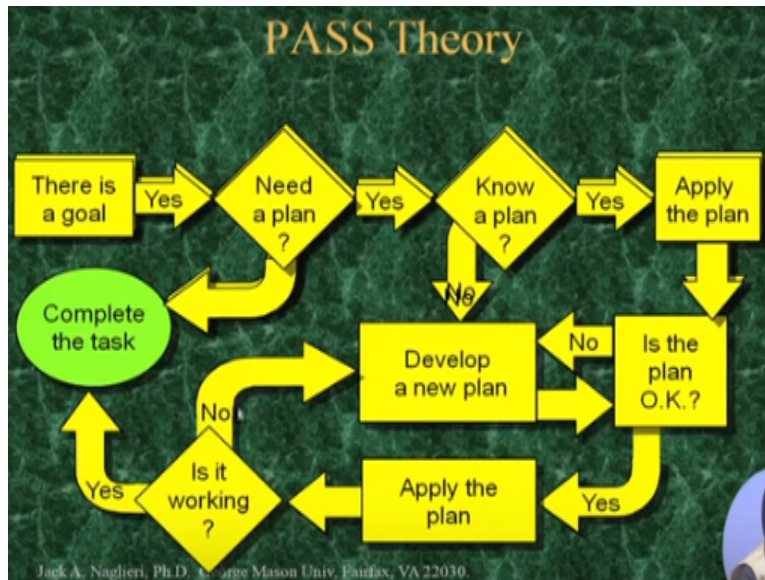 PASS Theory
There is
a goal
Yes
Need
a plan
?
Yes
Know
a plan
?
Yes
Apply
the plan
No
Complete
the task
Develop
a new plan
No
Is the
plan
O.K.?
No
Is it
working
?
Yes
Apply the
plan
Yes
Jack A. Naglieri, Ph.D. George Mason Univ, Fairfax, VA 22030.